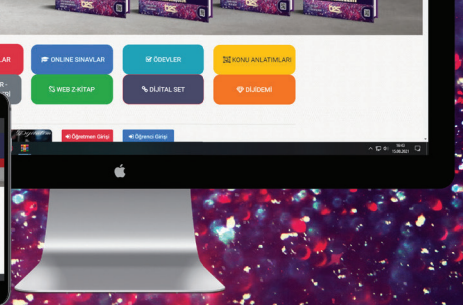 LAR
ONLINE SINAVLAR
ÖDEVLER
KONU ANLATIMLARI
R -
WEB Z-KİTAP
DİJİTAL SET
DİJİDEMİ
Öğretmen Girişi
Öğrenci Girişi